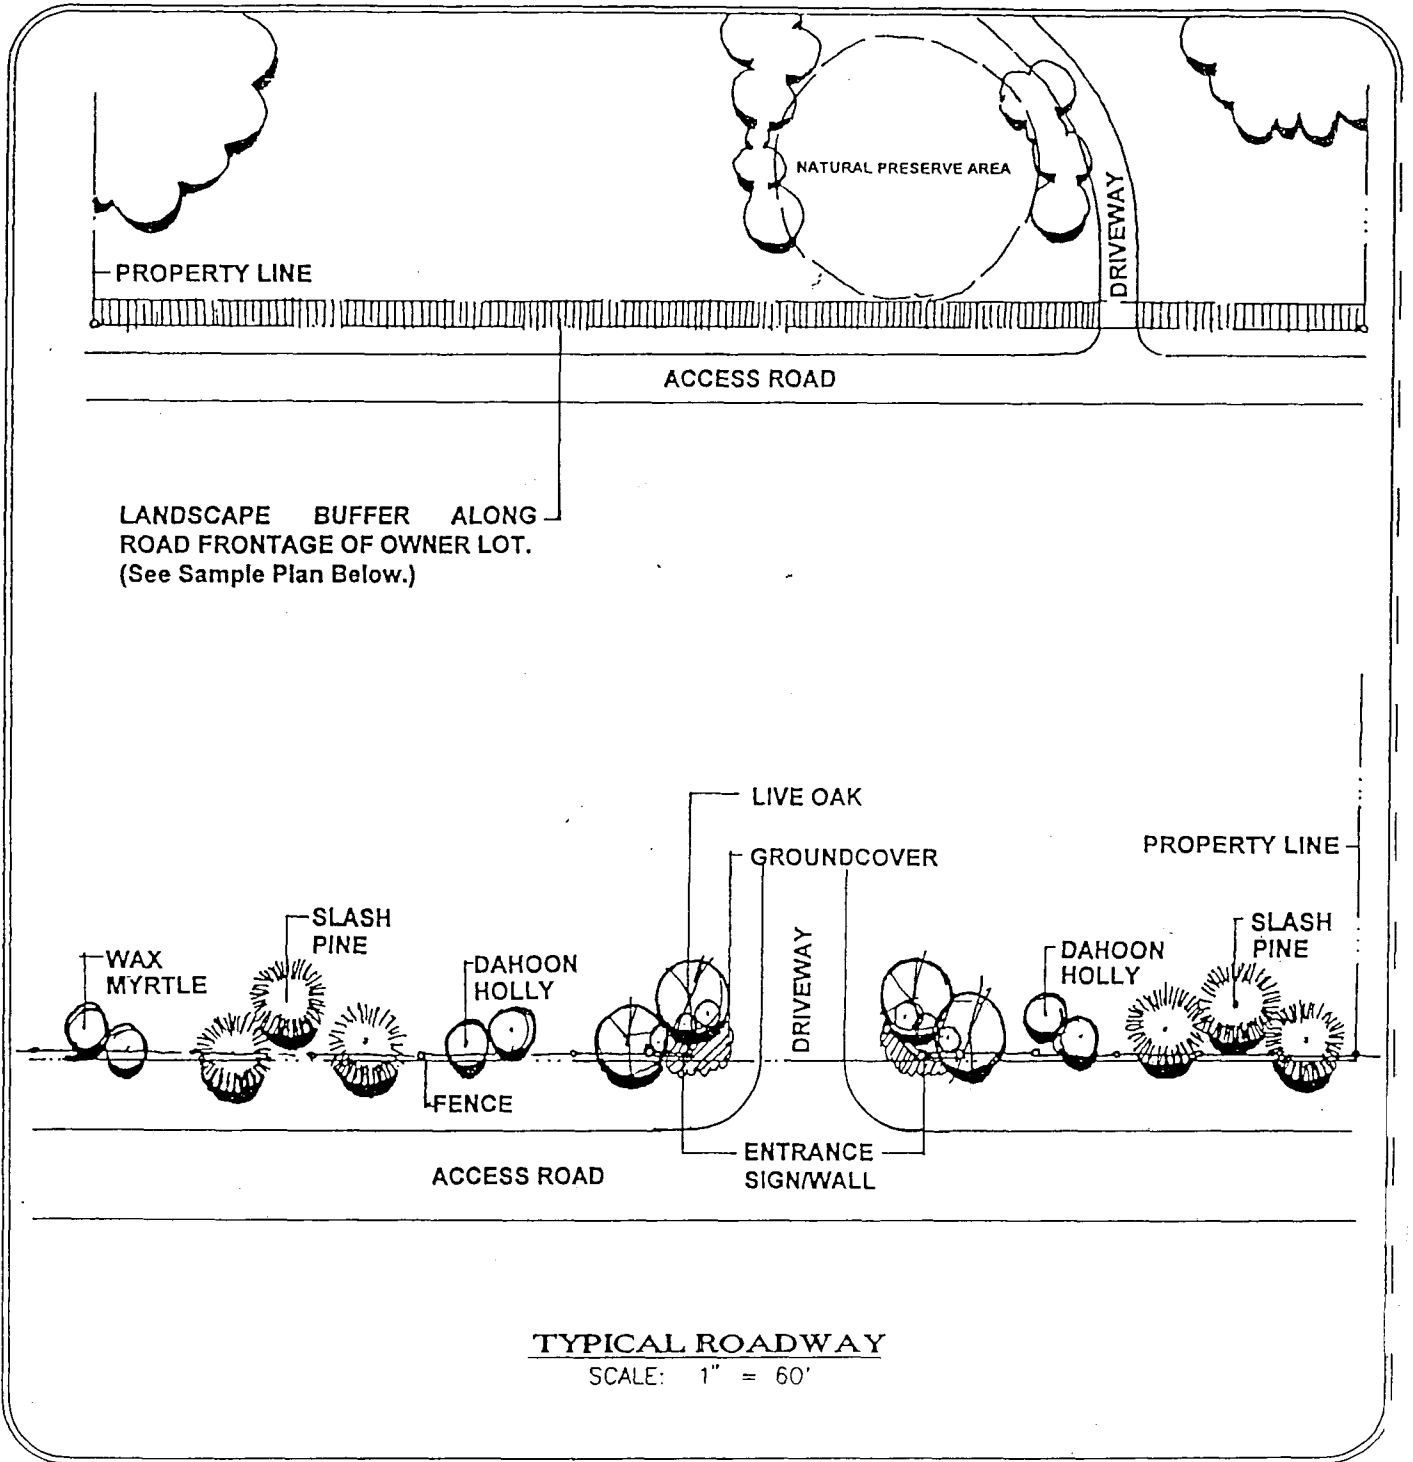 NATURAL PRESERVE AREA
DRIVEWAY
PROPERTY LINE
ACCESS ROAD
LANDSCAPE BUFFER ALONG
ROAD FRONTAGE OF OWNER LOT.
(See Sample Plan Below.)
LIVE OAK
GROUNDCOVER
PROPERTY LINE
SLASH
PINE
SLASH
PINE
WAX
MYRTLE
DAHOON
HOLLY
DRIVEWAY
DAHOON
HOLLY
FENCE
ENTRANCE
SIGN/WALL
ACCESS ROAD
TYPICAL ROADWAY
SCALE: 1" = 60'